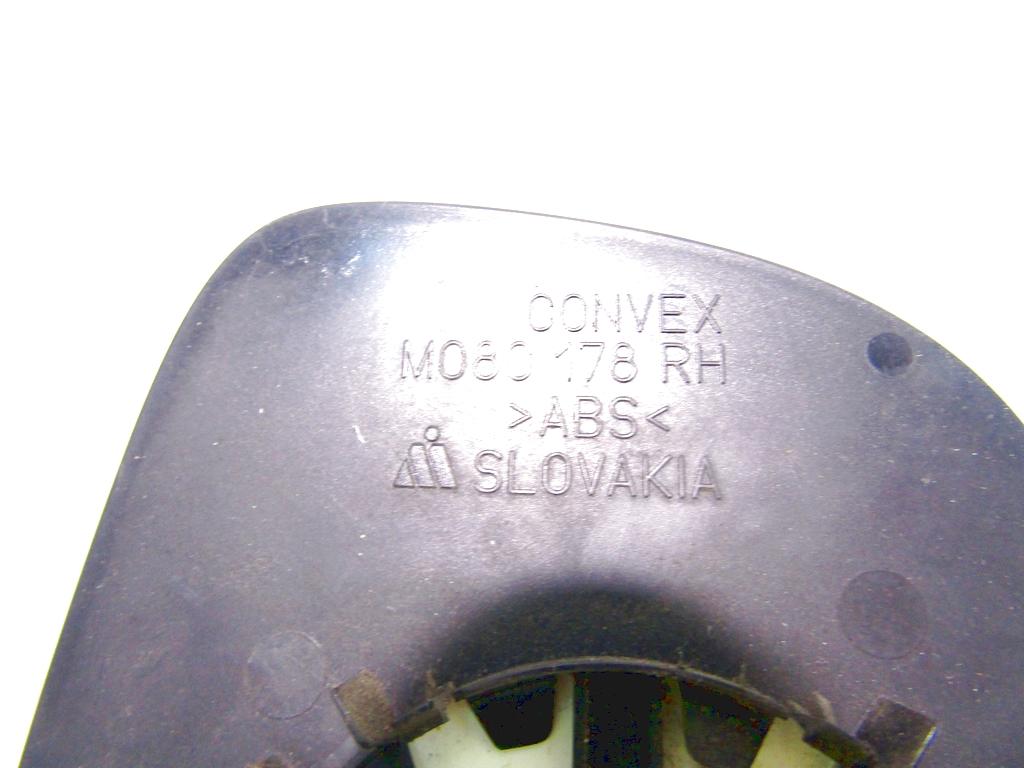 CONVEX
M080 178 RH
>ABS<
SLOVAKIA